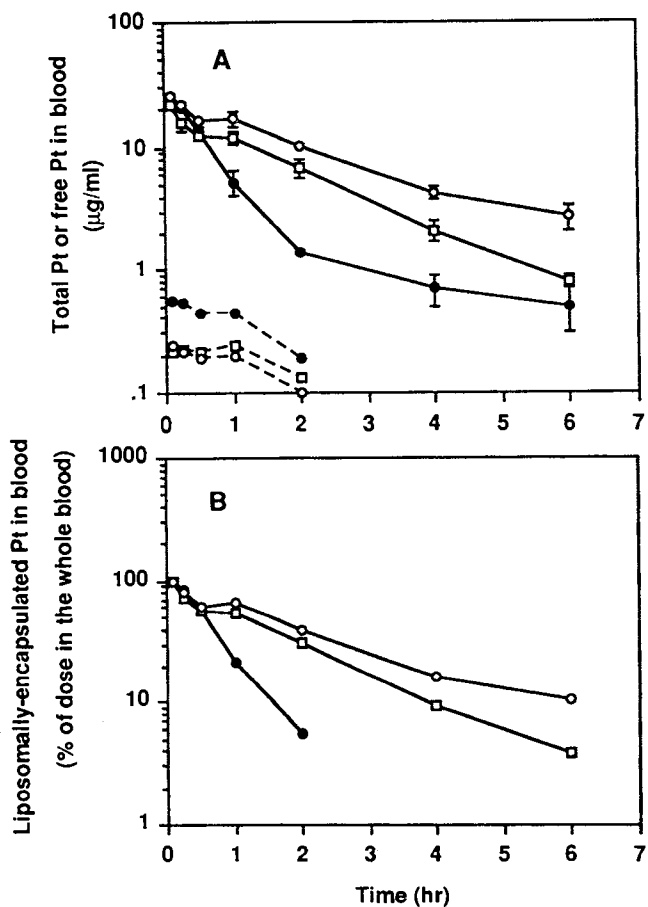 Total Pt or free Pt in blood
(µg/ml)
100
10
1
.1
A
0 1 2 3 4 5 6 7
Liposomally-encapsulated Pt in blood
(% of dose in the whole blood)
1000
100
10
1
B
0 1 2 3 4 5 6 7
Time (hr)